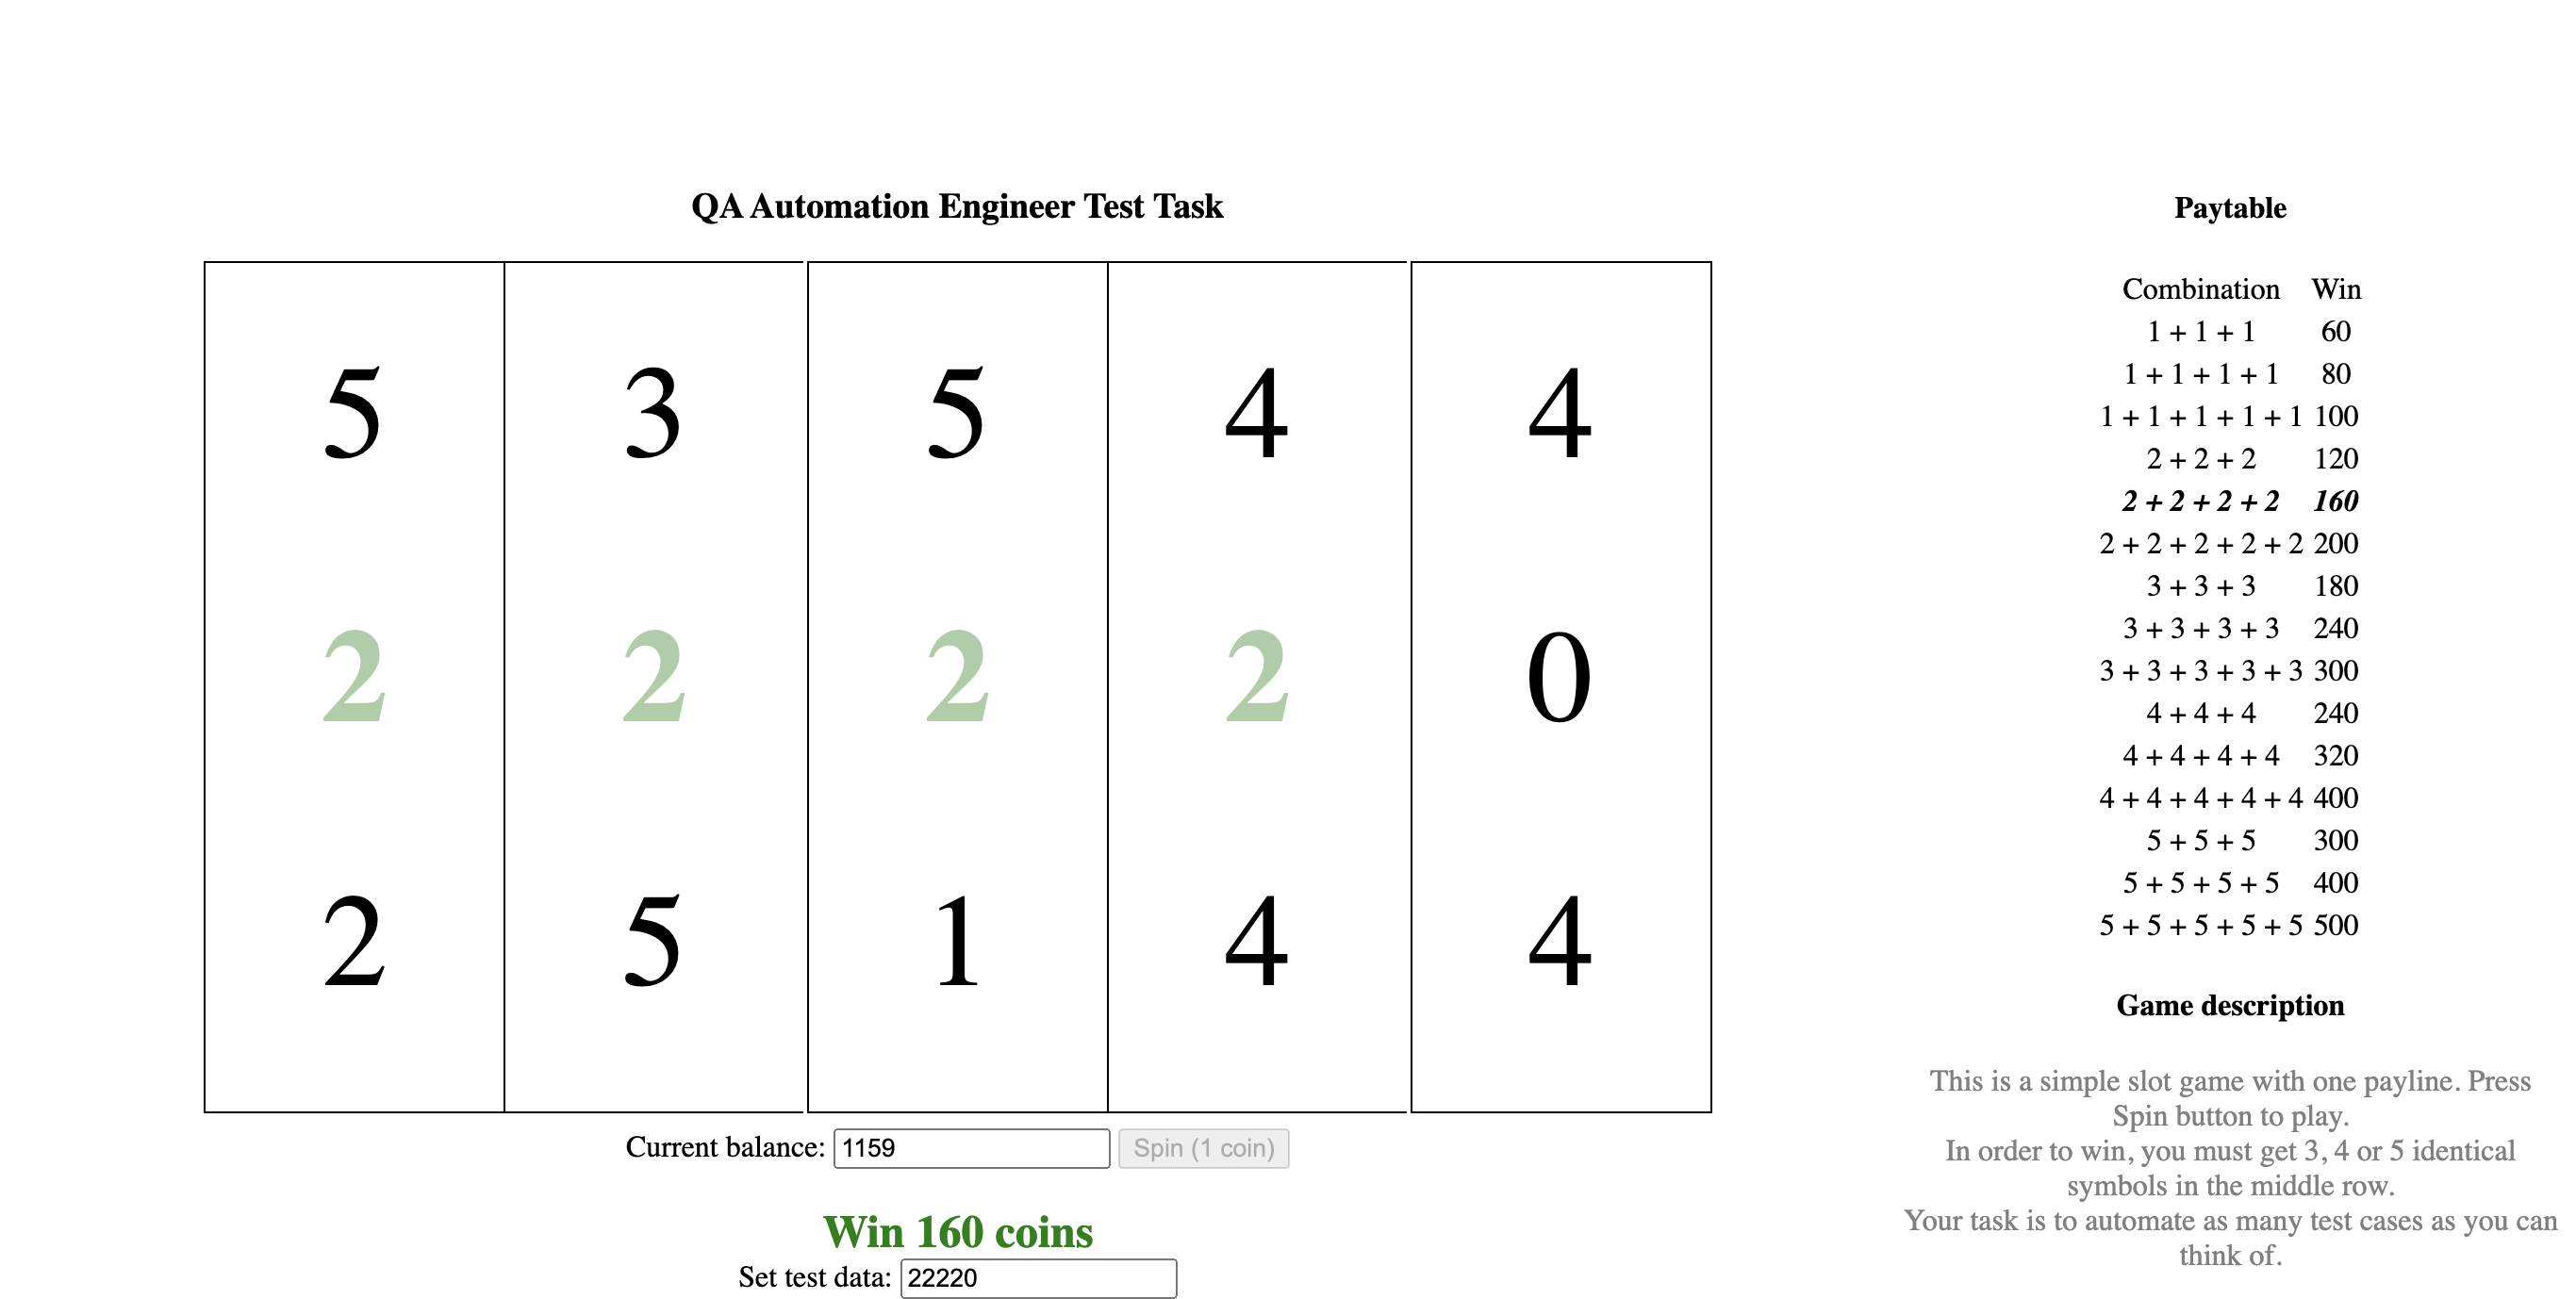 QA Automation Engineer Test Task
5 3 5 4 4
2 2 2 2 0
2 5 1 4 4
Current balance: 1159 Spin (1 coin)
Win 160 coins
Set test data: 22220
Paytable
Combination Win
1 + 1 + 1 60
1 + 1 + 1 + 1 80
1 + 1 + 1 + 1 + 1 100
2 + 2 + 2 120
2 + 2 + 2 + 2 160
2 + 2 + 2 + 2 + 2 200
3 + 3 + 3 180
3 + 3 + 3 + 3 240
3 + 3 + 3 + 3 + 3 300
4 + 4 + 4 240
4 + 4 + 4 + 4 320
4 + 4 + 4 + 4 + 4 400
5 + 5 + 5 300
5 + 5 + 5 + 5 400
5 + 5 + 5 + 5 + 5 500
Game description
This is a simple slot game with one payline. Press
Spin button to play.
In order to win, you must get 3, 4 or 5 identical
symbols in the middle row.
Your task is to automate as many test cases as you can
think of.